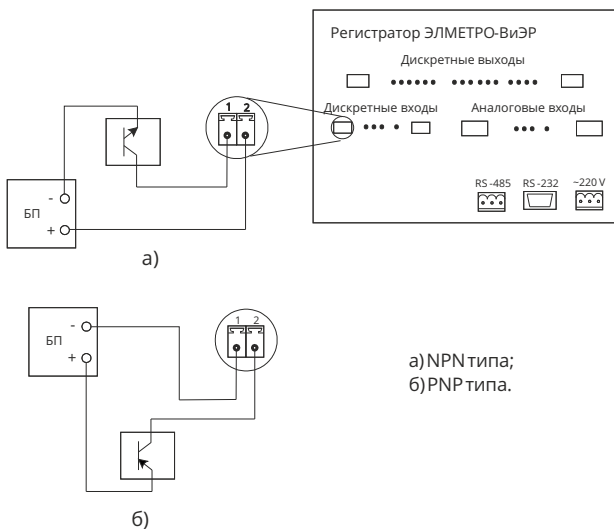 Регистратор ЭЛМЕТРО-ВиЭР
Дискретные выходы
Дискретные входы
Аналоговые входы
RS-485
RS-232
~220 V
1 2
БП
-
+
а)
1 2
БП
-
+
б)
а) NPN типа;
б) PNP типа.